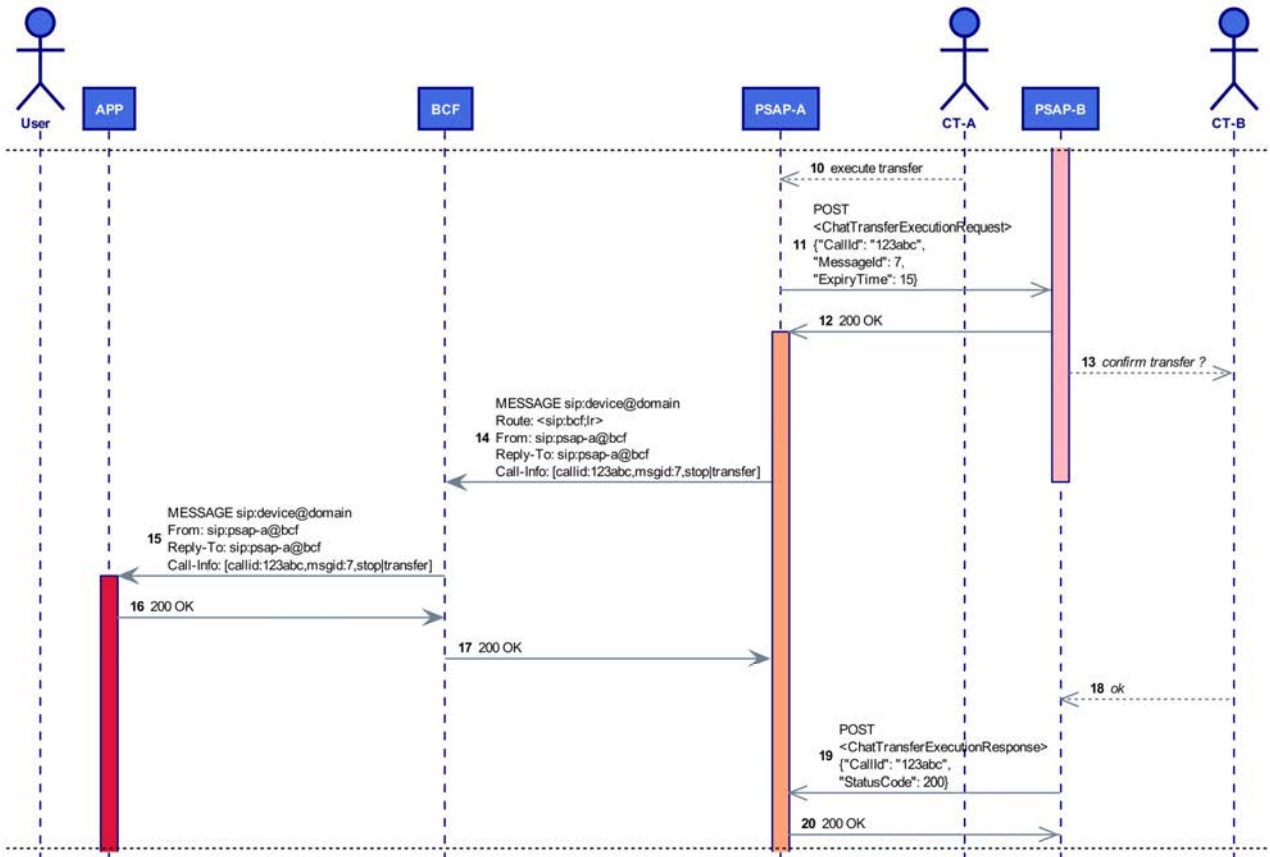 User
APP
BCF
PSAP-A
CT-A
PSAP-B
CT-B
10 execute transfer
POST
<ChatTransferExecutionRequest>
11 {"CallId": "123abc",
"MessageId": 7,
"ExpiryTime": 15}
12 200 OK
13 confirm transfer ?
MESSAGE sip:device@domain
Route: <sip:bcf;lr>
14 From: sip:psap-a@bcf
Reply-To: sip:psap-a@bcf
Call-Info: [callid:123abc,msgid:7,stop|transfer]
MESSAGE sip:device@domain
From: sip:psap-a@bcf
15 Reply-To: sip:psap-a@bcf
Call-Info: [callid:123abc,msgid:7,stop|transfer]
16 200 OK
17 200 OK
18 ok
POST
<ChatTransferExecutionResponse>
19 {"CallId": "123abc",
"StatusCode": 200}
20 200 OK